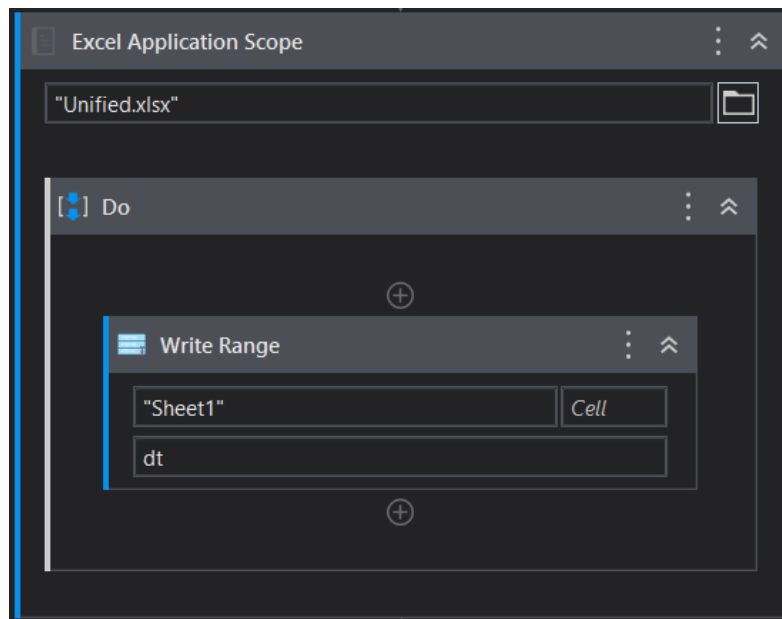 Excel Application Scope
"Unified.xlsx"
Do
Write Range
"Sheet1" Cell
dt